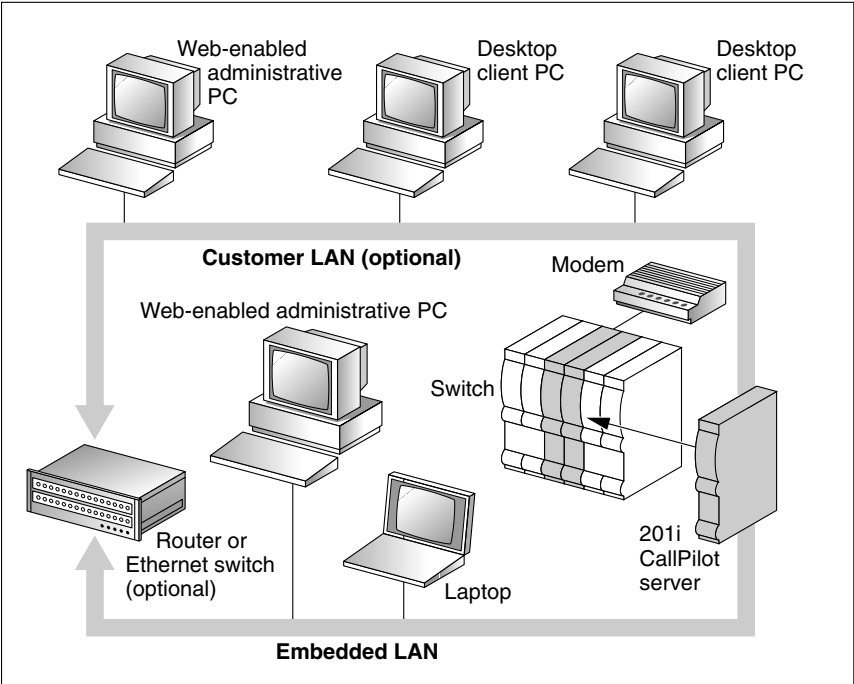 Web-enabled
administrative
PC
Desktop
client PC
Desktop
client PC
Customer LAN (optional)
Modem
Web-enabled administrative PC
Switch
Router or
Ethernet switch
(optional)
Laptop
201i
CallPilot
server
Embedded LAN